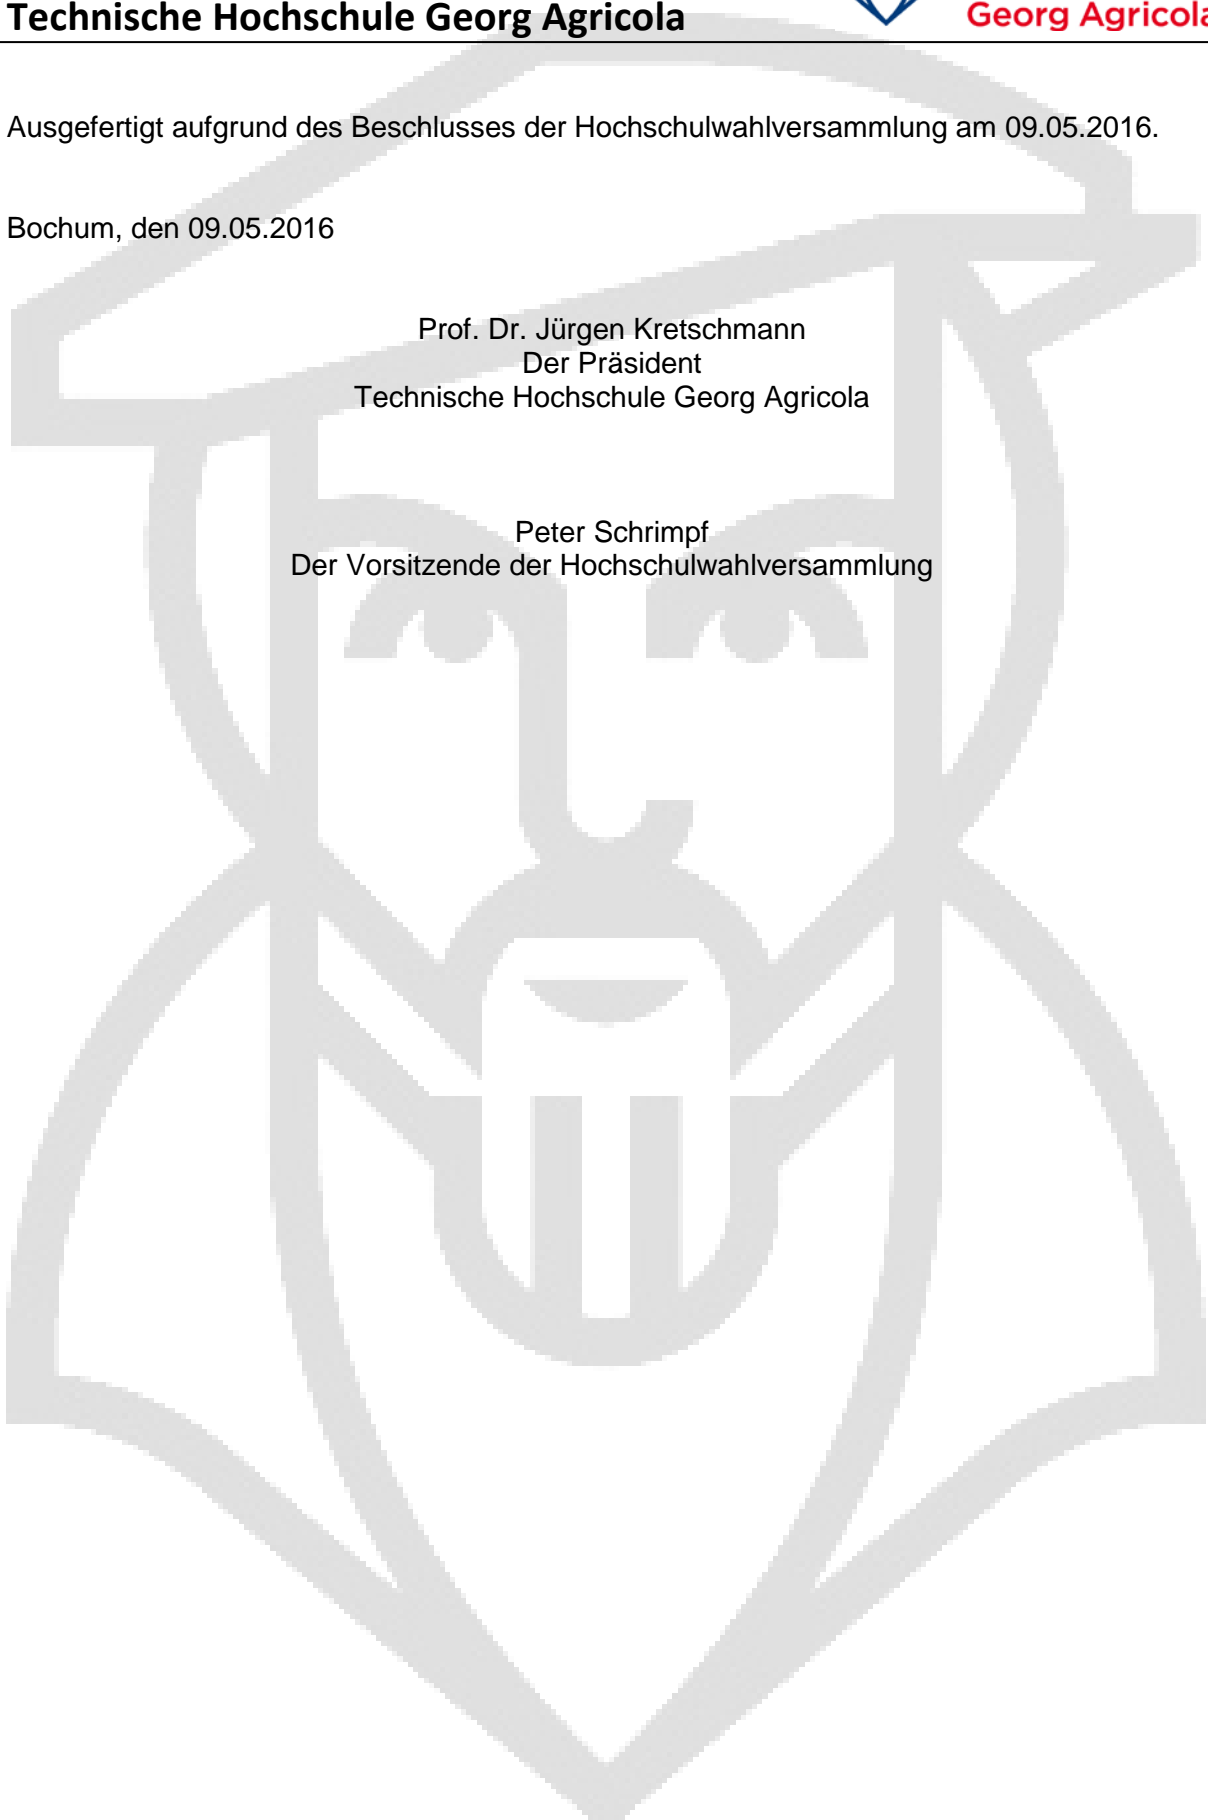 Technische Hochschule Georg Agricola
Georg Agricola
Ausgefertigt aufgrund des Beschlusses der Hochschulwahlversammlung am 09.05.2016.
Bochum, den 09.05.2016
Prof. Dr. Jürgen Kretschmann
Der Präsident
Technische Hochschule Georg Agricola
Peter Schrimpf
Der Vorsitzende der Hochschulwahlversammlung